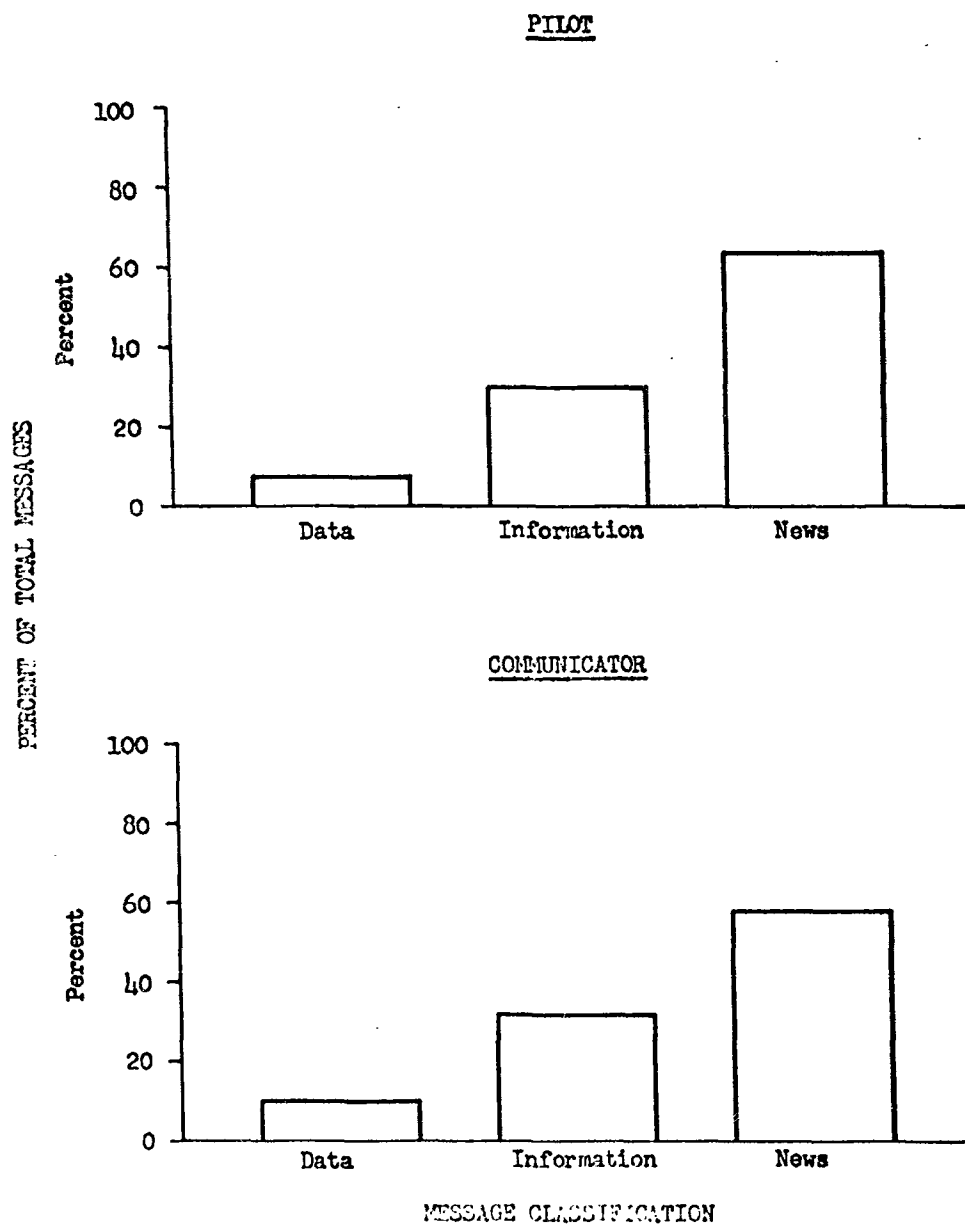 PILOT
PERCENT OF TOTAL MESSAGES
Percent
100
80
60
40
20
0
Data Information News
COMMUNICATOR
Percent
100
80
60
40
20
0
Data Information News
MESSAGE CLASSIFICATION